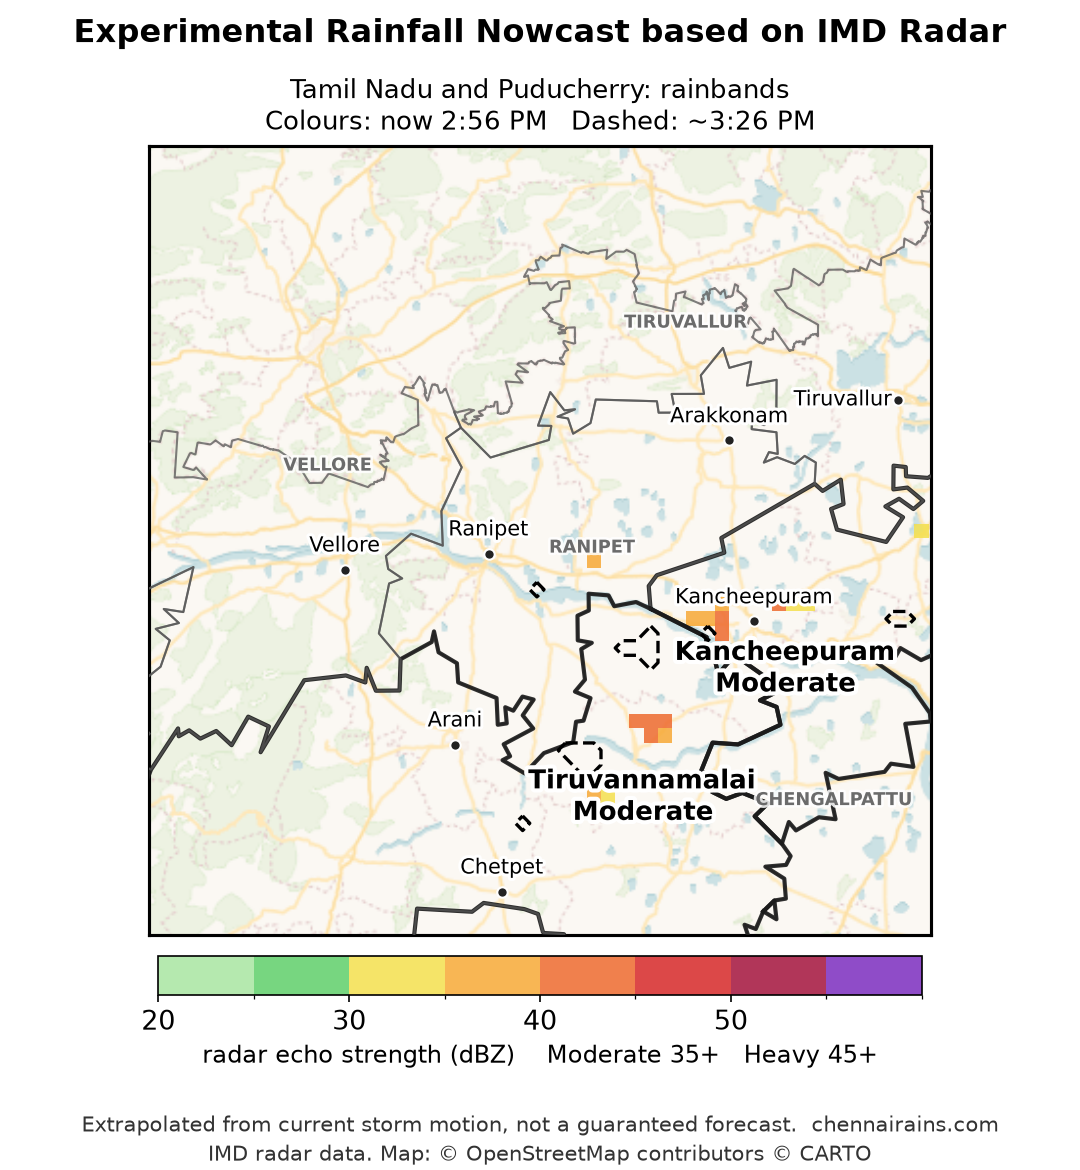 Experimental Rainfall Nowcast based on IMD Radar
Tamil Nadu and Puducherry: rainbands
Colours: now 2:56 PM   Dashed: ~3:26 PM
TIRUVALLUR
Tiruvallur
Arakkonam
VELLORE
Ranipet
Vellore
RANIPET
Kancheepuram
Kancheepuram
Moderate
Arani
Tiruvannamalai
Moderate
CHENGALPATTU
Chetpet
20 30 40 50
radar echo strength (dBZ)   Moderate 35+   Heavy 45+
Extrapolated from current storm motion, not a guaranteed forecast.  chennairains.com
IMD radar data. Map: © OpenStreetMap contributors © CARTO